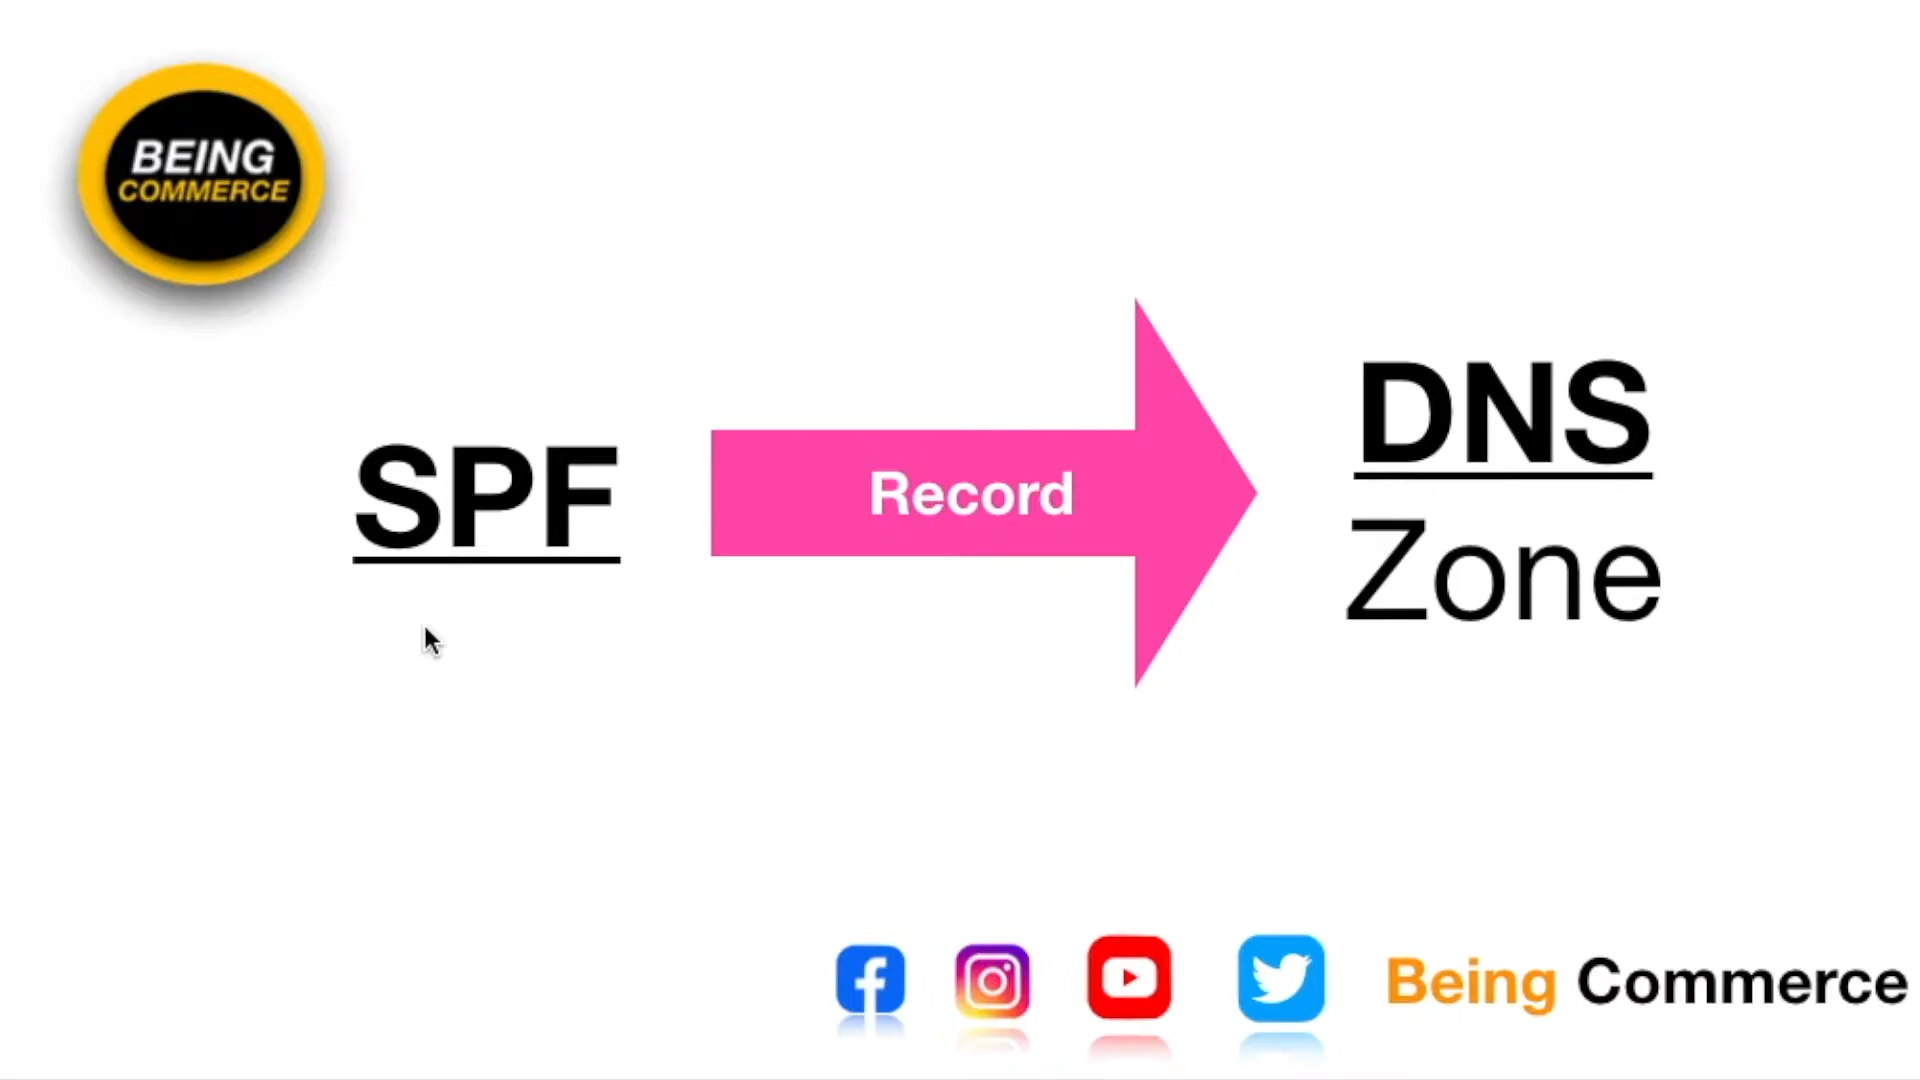 BEING
COMMERCE
SPF
Record
DNS
Zone
Being Commerce